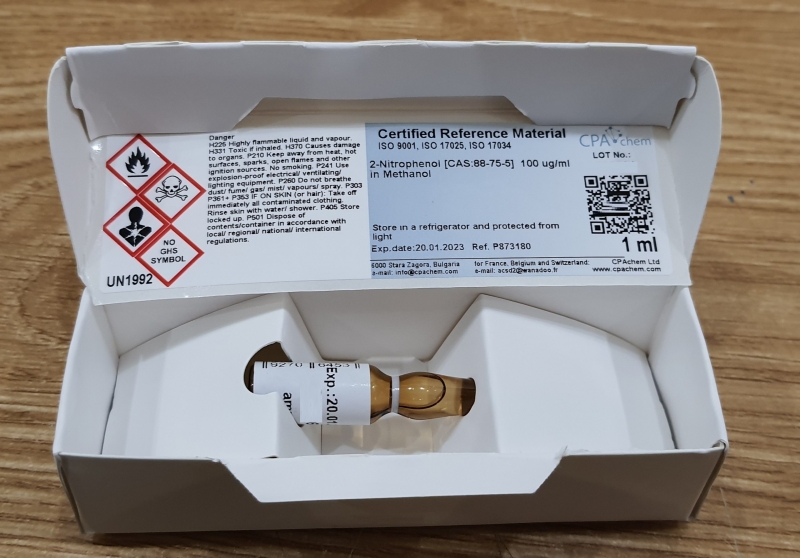 Danger
H225 Highly flammable liquid and vapour.
H331 Toxic if inhaled. H370 Causes damage
to organs. P210 Keep away from heat, hot
surfaces, sparks, open flames and other
ignition sources. No smoking. P241 Use
explosion-proof electrical/ ventilating/
lighting equipment. P260 Do not breathe
dust/ fume/ gas/ mist/ vapours/ spray. P303
P361+ P353 IF ON SKIN (or hair): Take off
immediately all contaminated clothing.
Rinse skin with water/ shower. P405 Store
locked up. P501 Dispose of
contents/container in accordance with
local/ regional/ national/ international
regulations.
NO
GHS
SYMBOL
UN1992
Certified Reference Material
ISO 9001, ISO 17025, ISO 17034
CPAchem
LOT No.:
2-Nitrophenol [CAS:88-75-5] 100 ug/ml
in Methanol
Store in a refrigerator and protected from
light
Exp.date:20.01.2023 Ref. P873180
1 ml
6000 Stara Zagora, Bulgaria
e-mail: info@cpachem.com
for France, Belgium and Switzerland:
e-mail: acsd2@wanadoo.fr
CPAchem Ltd
www.cpachem.com
Exp.:20.01